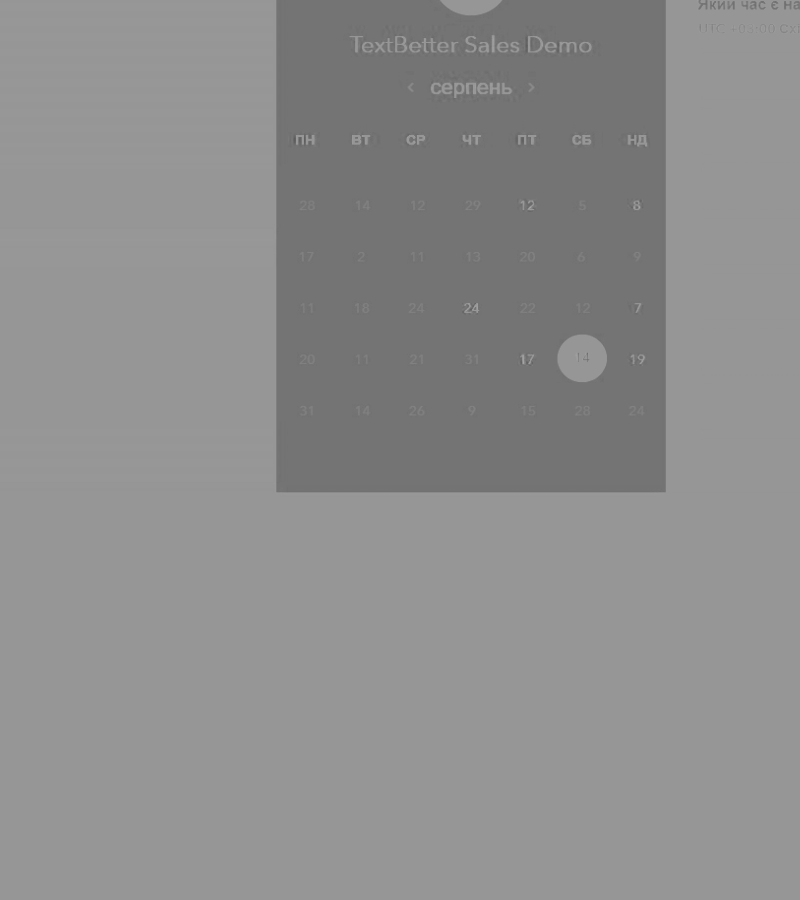 Який час є на
UTC +03:00 Схі
TextBetter Sales Demo
‹ серпень ›
ПН ВТ СР ЧТ ПТ СБ НД
28 14 12 29 12 5 8
17 2 11 13 20 6 9
11 18 24 24 22 12 7
20 11 21 31 17 14 19
31 14 26 9 15 28 24